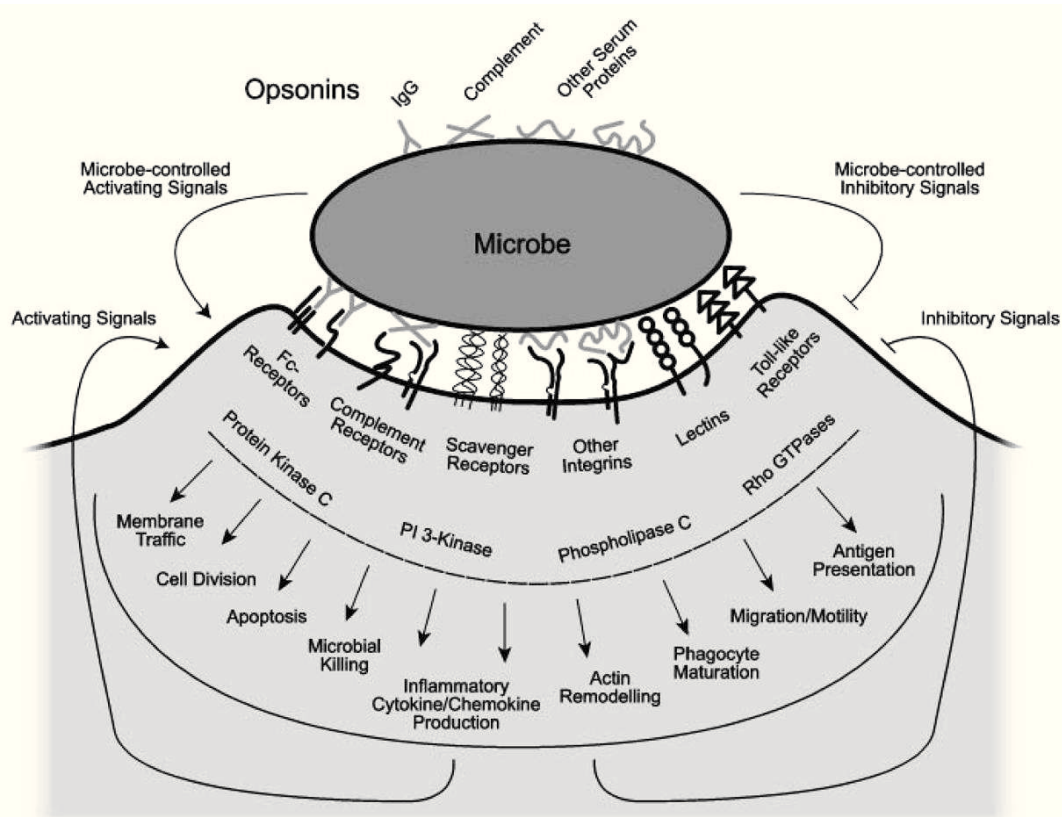 Opsonins
IgG
Complement
Other Serum
Proteins
Microbe-controlled
Activating Signals
Microbe-controlled
Inhibitory Signals
Microbe
Activating Signals
Inhibitory Signals
Fc-
Receptors
Complement
Receptors
Scavenger
Receptors
Other
Integrins
Lectins
Toll-like
Receptors
Protein Kinase C
PI 3-Kinase
Phospholipase C
Rho GTPases
Membrane
Traffic
Cell Division
Apoptosis
Microbial
Killing
Inflammatory
Cytokine/Chemokine
Production
Actin
Remodelling
Phagocyte
Maturation
Migration/Motility
Antigen
Presentation